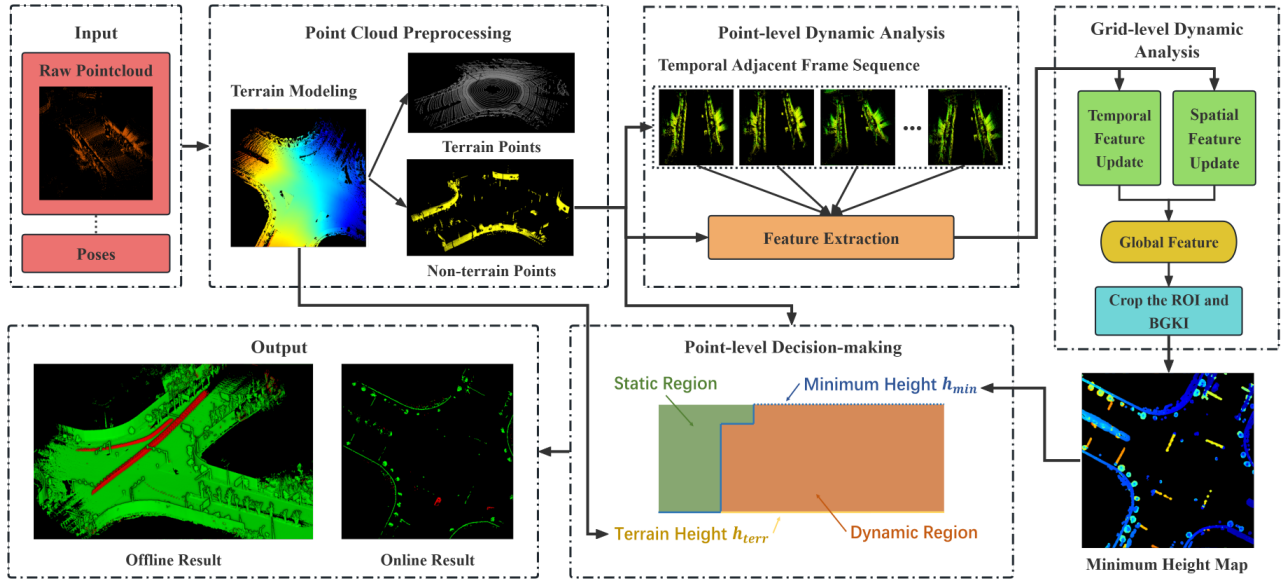 Input
Raw Pointcloud
Poses
Point Cloud Preprocessing
Terrain Modeling
Terrain Points
Non-terrain Points
Point-level Dynamic Analysis
Temporal Adjacent Frame Sequence
...
Feature Extraction
Grid-level Dynamic
Analysis
Temporal
Feature
Update
Spatial
Feature
Update
Global Feature
Crop the ROI and
BGKI
Minimum Height Map
Point-level Decision-making
Static Region
Minimum Height h_min
Terrain Height h_terr
Dynamic Region
Output
Offline Result
Online Result